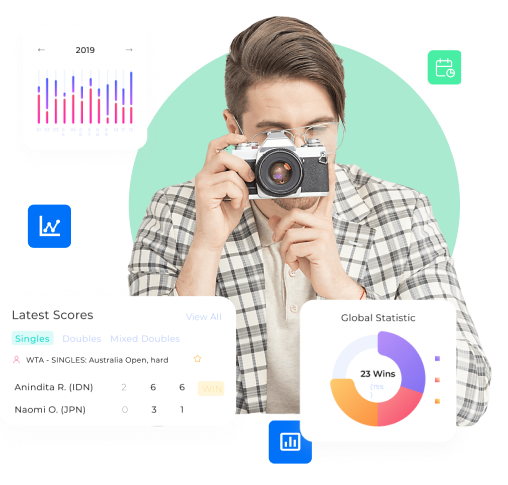 ← 2019 →
Latest Scores
View All
Singles Doubles Mixed Doubles
WTA - SINGLES: Australia Open, hard
Anindita R. (IDN) 2 6 6 WIN
Naomi O. (JPN) 0 3 1
Global Statistic
23 Wins